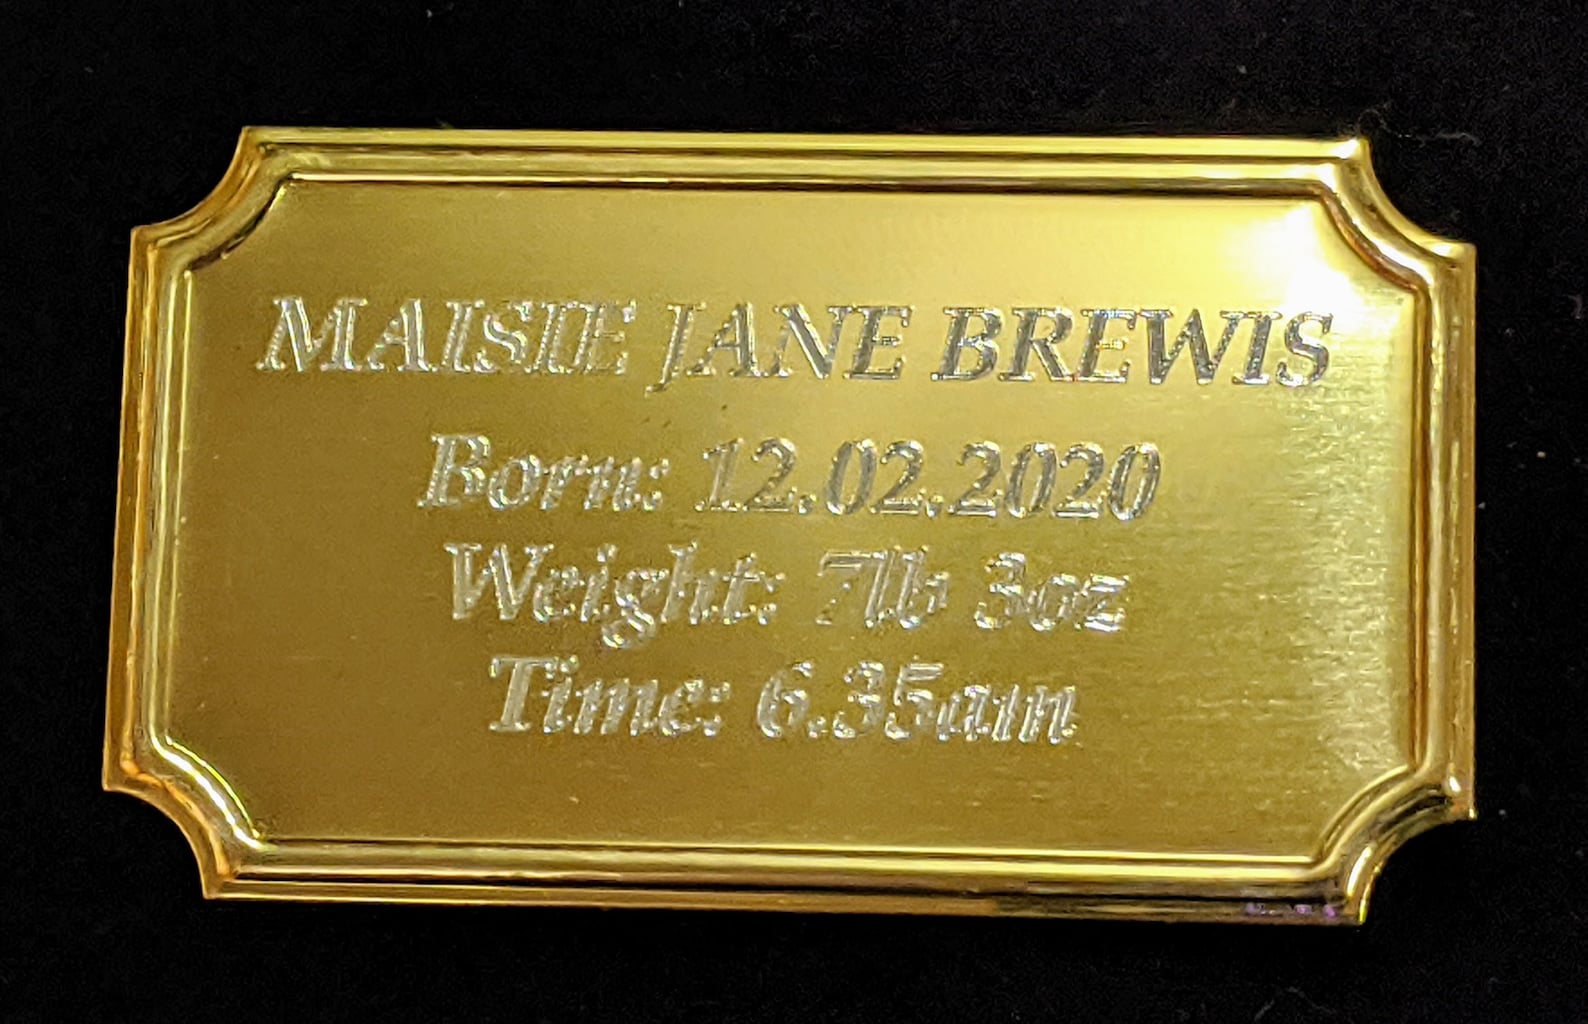 MAISIE JANE BREWIS
Born: 12.02.2020
Weight: 7lb 3oz
Time: 6.35am